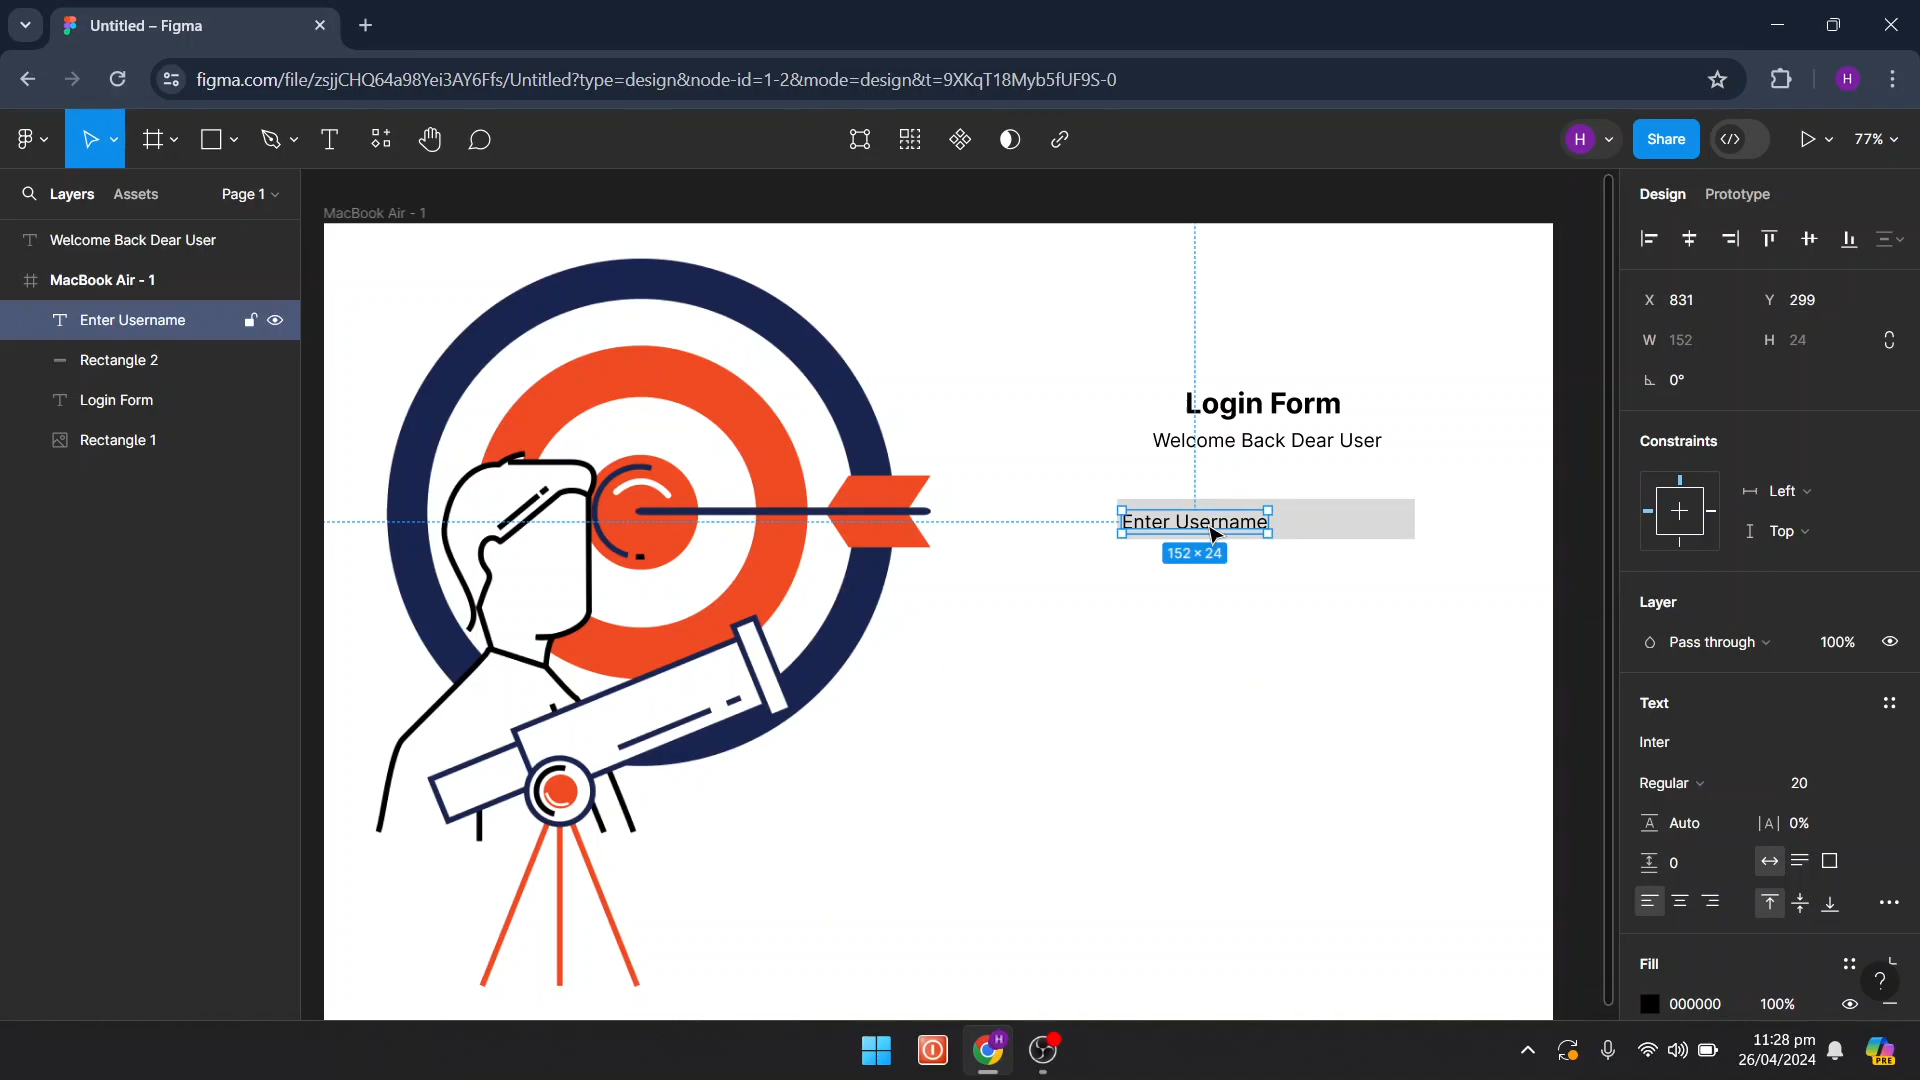 Untitled – Figma
figma.com/file/zsjjCHQ64a98Yei3AY6Ffs/Untitled?type=design&node-id=1-2&mode=design&t=9XKqT18Myb5fUF9S-0
H
H
Share
77%
Layers
Assets
Page 1
Welcome Back Dear User
MacBook Air - 1
Enter Username
Rectangle 2
Login Form
Rectangle 1
MacBook Air - 1
Login Form
Welcome Back Dear User
Enter Username
152 × 24
Design
Prototype
X 831
Y 299
W 152
H 24
0°
Constraints
Left
Top
Layer
Pass through
100%
Text
Inter
Regular
20
A Auto
|A| 0%
0
Fill
000000
100%
?
H
11:28 pm
26/04/2024
PRE